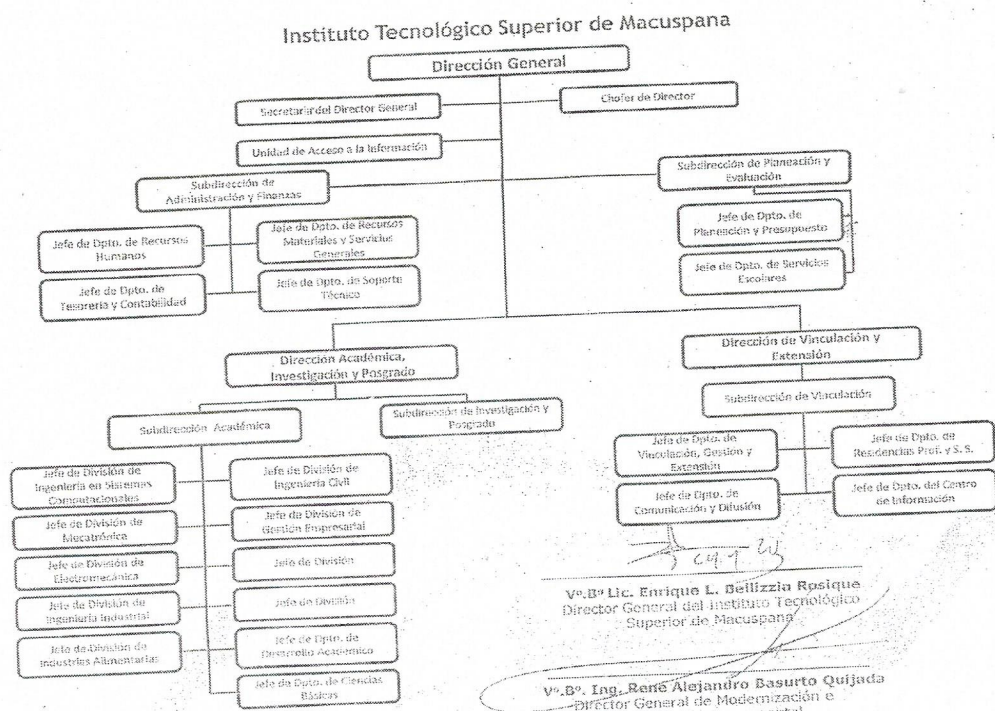 Instituto Tecnológico Superior de Macuspana
Dirección General
Secretaria del Director General
Chofer de Director
Unidad de Acceso a la Información
Subdirección de
Administración y Finanzas
Subdirección de Planeación y
Evaluación
Jefe de Dpto. de Recursos
Humanos
Jefe de Dpto. de Recursos
Materiales y Servicios
Generales
Jefe de Dpto. de
Tesorería y Contabilidad
Jefe de Dpto. de Soporte
Técnico
Jefe de Dpto. de
Planeación y Presupuesto
Jefe de Dpto. de Servicios
Escolares
Dirección Académica,
Investigación y Posgrado
Dirección de Vinculación y
Extensión
Subdirección Académica
Subdirección de Investigación y
Posgrado
Subdirección de Vinculación
Jefe de División de
Ingeniería en Sistemas
Computacionales
Jefe de División de
Ingeniería Civil
Jefe de División de
Mecatrónica
Jefe de División de
Gestión Empresarial
Jefe de División de
Electromecánica
Jefe de División
Jefe de División de
Ingeniería Industrial
Jefe de División
Jefe de División de
Industrias Alimentarias
Jefe de Dpto. de
Desarrollo Académico
Jefe de Dpto. de Ciencias
Básicas
Jefe de Dpto. de
Vinculación, Gestión y
Extensión
Jefe de Dpto. de
Residencias Prof. y S. S.
Jefe de Dpto. de
Comunicación y Difusión
Jefe de Dpto. del Centro
de Información
Vº.Bº Lic. Enrique L. Bellizzia Rosique
Director General del Instituto Tecnológico
Superior de Macuspana
Vº.Bº. Ing. René Alejandro Basurto Quijada
Director General de Modernización e